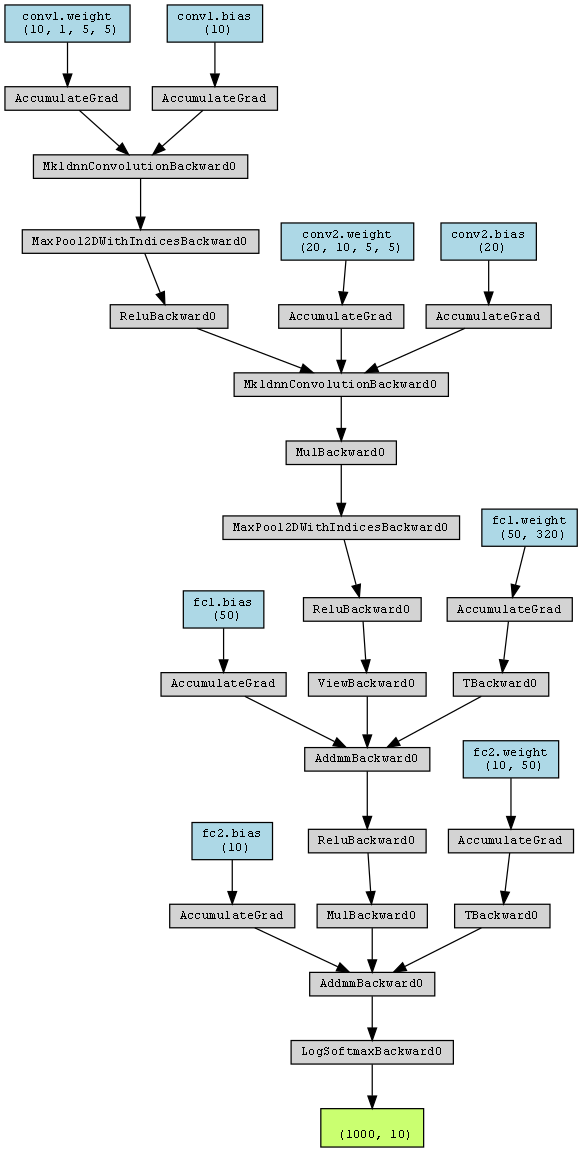 conv1.weight
(10, 1, 5, 5)
conv1.bias
(10)
AccumulateGrad
AccumulateGrad
MkldnnConvolutionBackward0
MaxPool2DWithIndicesBackward0
conv2.weight
(20, 10, 5, 5)
conv2.bias
(20)
ReluBackward0
AccumulateGrad
AccumulateGrad
MkldnnConvolutionBackward0
MulBackward0
MaxPool2DWithIndicesBackward0
fc1.weight
(50, 320)
fc1.bias
(50)
ReluBackward0
AccumulateGrad
AccumulateGrad
ViewBackward0
TBackward0
AddmmBackward0
fc2.weight
(10, 50)
fc2.bias
(10)
ReluBackward0
AccumulateGrad
AccumulateGrad
MulBackward0
TBackward0
AddmmBackward0
LogSoftmaxBackward0
(1000, 10)